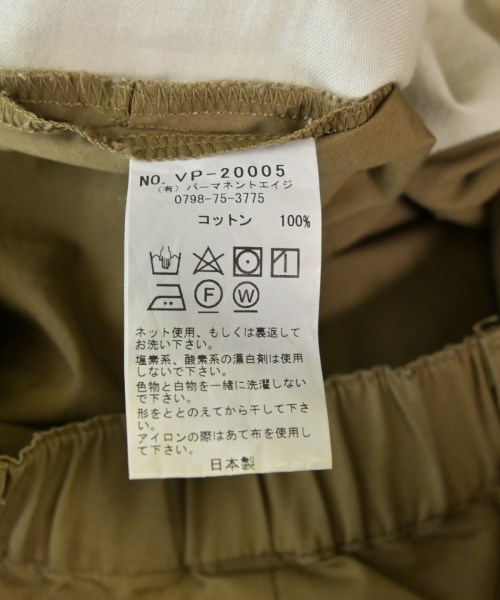 NO. VP-20005
(有) パーマネントエイジ
0798-75-3775
コットン 100%
F W
ネット使用、もしくは裏返して
お洗い下さい。
塩素系、酸素系の漂白剤は使用
しないで下さい。
色物と白物を一緒に洗濯しない
で下さい。
形をととのえてから干して下さ
い。
アイロンの際はあて布を使用し
て下さい。
日本製